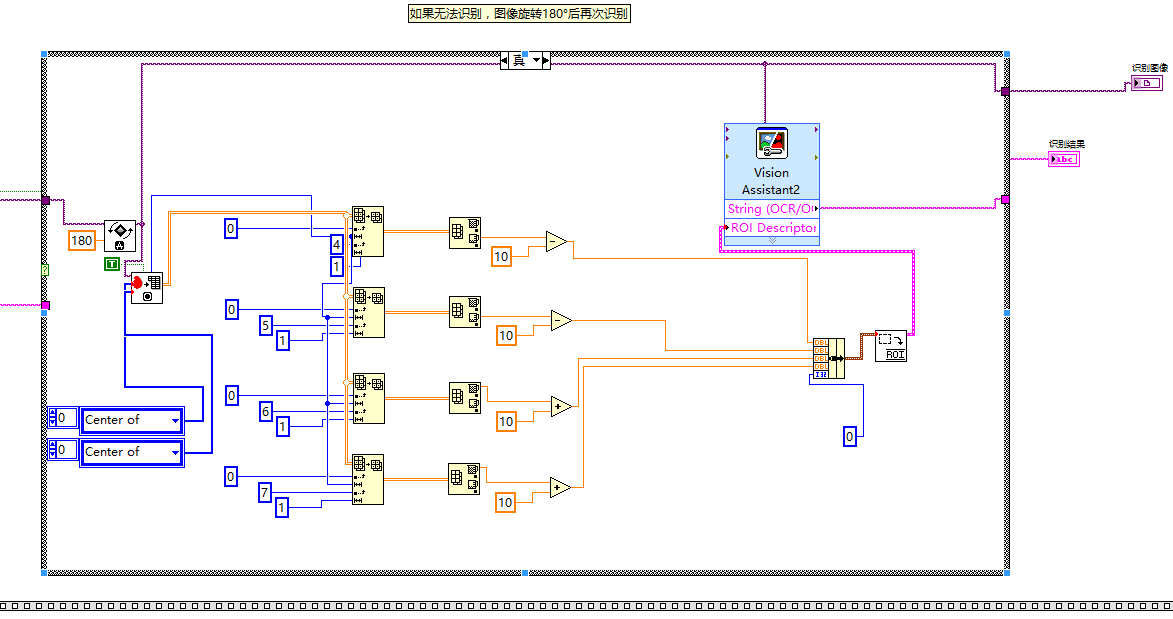 如果无法识别，图像旋转180°后再次识别
真
识别图像
识别结果
abc
Vision
Assistant2
String (OCR/O
ROI Descriptor
180
T
?
0
4
1
10
0
5
1
10
0
6
1
10
0
7
1
10
DBL
DBL
DBL
DBL
I32
ROI
0
0
Center of
0
Center of